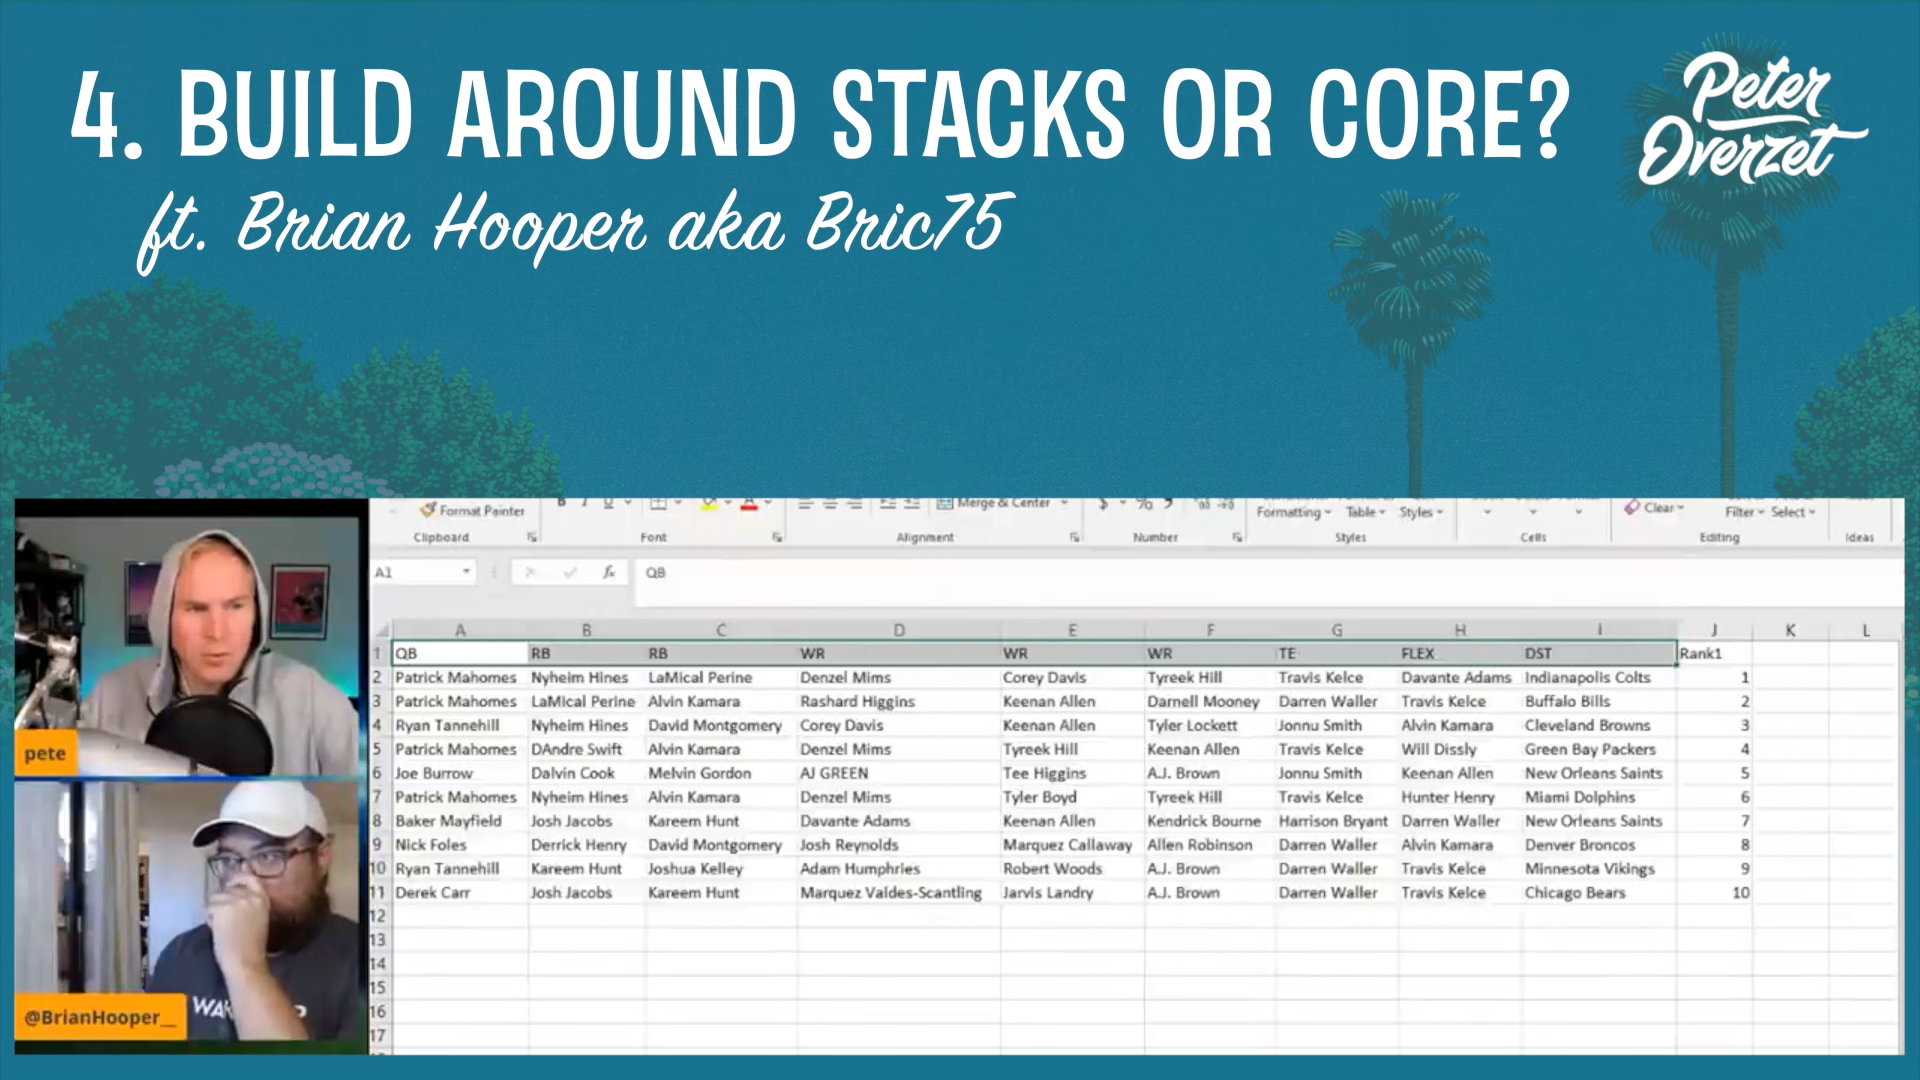 4. BUILD AROUND STACKS OR CORE?
ft. Brian Hooper aka Bric75
Peter
Overzet
Format Painter
Merge & Center
Formatting Table Styles
Clear
Filter Select
Clipboard Font Alignment Number Styles Cells Editing Ideas
A1 fx QB
A B C D E F G H I J K L
1 QB RB RB WR WR WR TE FLEX DST Rank1
2 Patrick Mahomes Nyheim Hines LaMical Perine Denzel Mims Corey Davis Tyreek Hill Travis Kelce Davante Adams Indianapolis Colts 1
3 Patrick Mahomes LaMical Perine Alvin Kamara Rashard Higgins Keenan Allen Darnell Mooney Darren Waller Travis Kelce Buffalo Bills 2
4 Ryan Tannehill Nyheim Hines David Montgomery Corey Davis Keenan Allen Tyler Lockett Jonnu Smith Alvin Kamara Cleveland Browns 3
5 Patrick Mahomes DAndre Swift Alvin Kamara Denzel Mims Tyreek Hill Keenan Allen Travis Kelce Will Dissly Green Bay Packers 4
6 Joe Burrow Dalvin Cook Melvin Gordon AJ GREEN Tee Higgins A.J. Brown Jonnu Smith Keenan Allen New Orleans Saints 5
7 Patrick Mahomes Nyheim Hines Alvin Kamara Denzel Mims Tyler Boyd Tyreek Hill Travis Kelce Hunter Henry Miami Dolphins 6
8 Baker Mayfield Josh Jacobs Kareem Hunt Davante Adams Keenan Allen Kendrick Bourne Harrison Bryant Darren Waller New Orleans Saints 7
9 Nick Foles Derrick Henry David Montgomery Josh Reynolds Marquez Callaway Allen Robinson Darren Waller Alvin Kamara Denver Broncos 8
10 Ryan Tannehill Kareem Hunt Joshua Kelley Adam Humphries Robert Woods A.J. Brown Darren Waller Travis Kelce Minnesota Vikings 9
11 Derek Carr Josh Jacobs Kareem Hunt Marquez Valdes-Scantling Jarvis Landry A.J. Brown Darren Waller Travis Kelce Chicago Bears 10
12
13
14
15
16
17
pete
@BrianHooper__